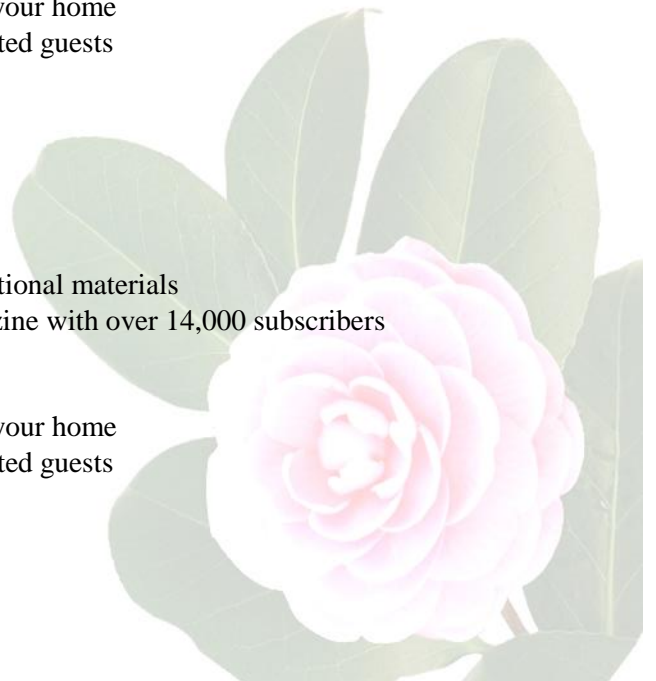 your home
ted guests
tional materials
zine with over 14,000 subscribers
your home
ted guests